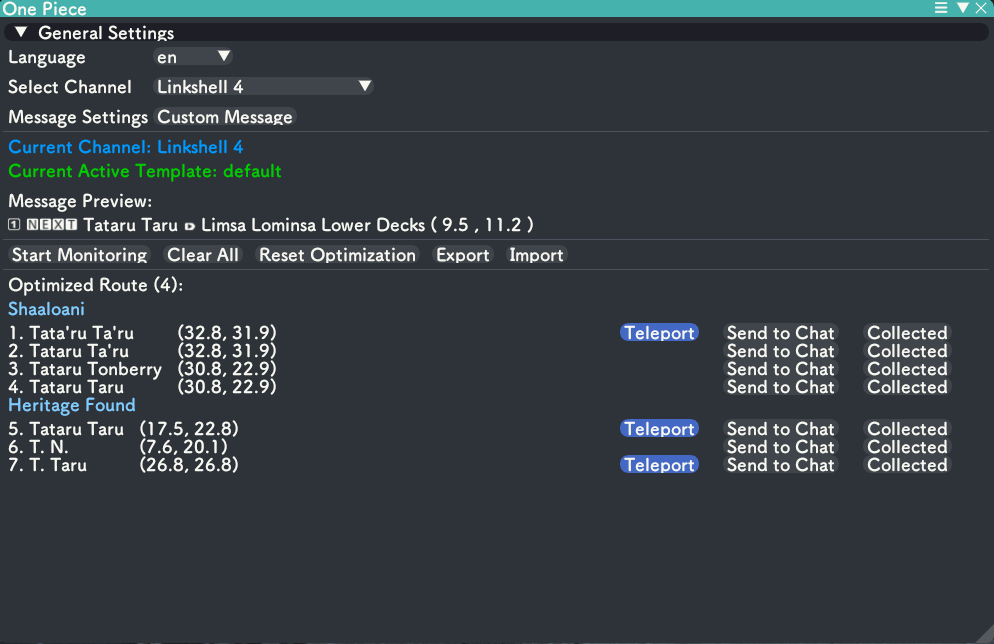 One Piece
General Settings
Language en
Select Channel Linkshell 4
Message Settings Custom Message
Current Channel: Linkshell 4
Current Active Template: default
Message Preview:
1 NEXT Tataru Taru D Limsa Lominsa Lower Decks ( 9.5 , 11.2 )
Start Monitoring Clear All Reset Optimization Export Import
Optimized Route (4):
Shaaloani
1. Tata'ru Ta'ru (32.8, 31.9) Teleport Send to Chat Collected
2. Tataru Ta'ru (32.8, 31.9) Send to Chat Collected
3. Tataru Tonberry (30.8, 22.9) Send to Chat Collected
4. Tataru Taru (30.8, 22.9) Send to Chat Collected
Heritage Found
5. Tataru Taru (17.5, 22.8) Teleport Send to Chat Collected
6. T. N. (7.6, 20.1) Send to Chat Collected
7. T. Taru (26.8, 26.8) Teleport Send to Chat Collected